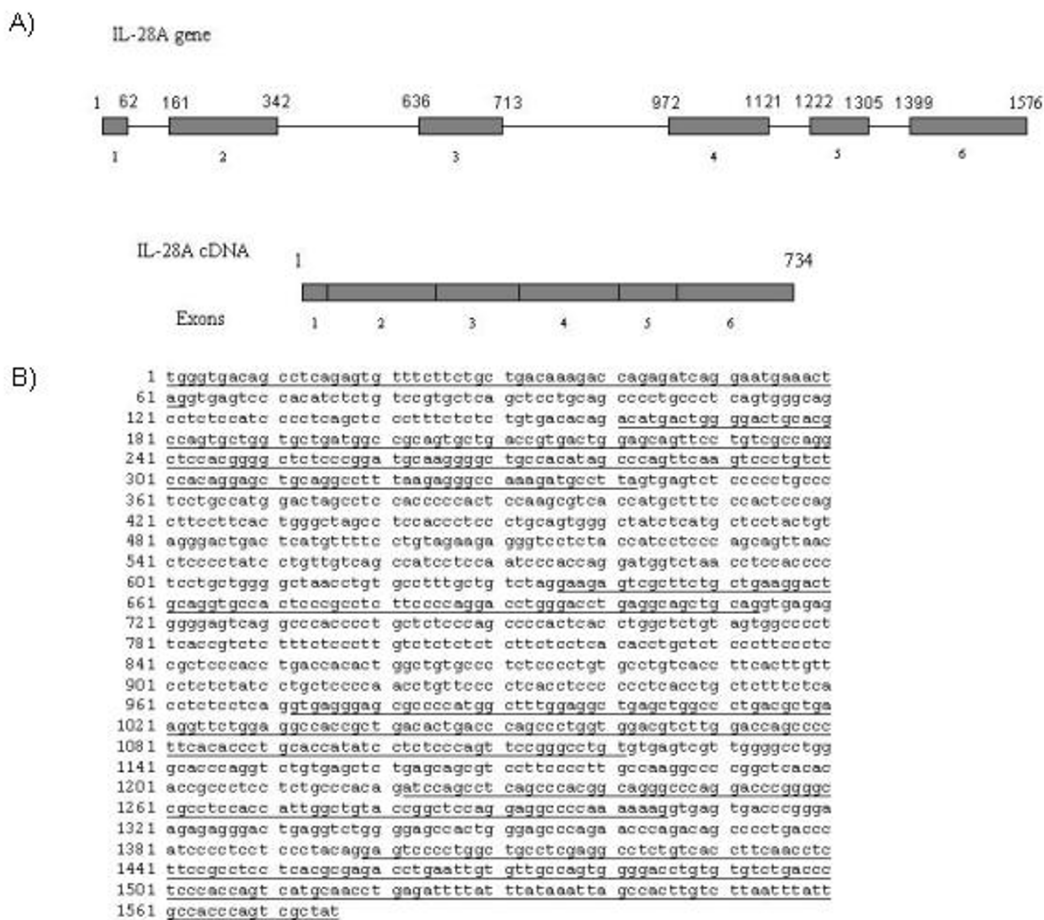 A)
IL-28A gene
1 62 161 342 636 713 972 1121 1222 1305 1399 1576
1 2 3 4 5 6
IL-28A cDNA
1 734
Exons 1 2 3 4 5 6
B)
1 tgggtgacag cctcagagtg tttcttctgc tgacaaagac cagagatcag gaatgaaact
61 aggtgagtcc cacatctctg tccgtgctca gctcctgcag cccctgccct cagtgggcag
121 cctctccatc ccctcagctc cctttctctc tgtgacacag acatgactgg ggactgcacg
181 ccagtgctgg tgctgatggc cgcagtgctg accgtgactg gagcagttcc tgtcgccagg
241 ctccacgggg ctctcccgga tgcaaggggc tgccacatag cccagttcaa gtccctgtct
301 ccacaggagc tgcaggcctt taagagggcc aaagatgcct tagtgagtct ccccctgccc
361 tcctgccatg gactagcctc cacccccact ccaagcgtca ccatgctttc ccactcccag
421 cttccttcac tgggctagcc tccaccctcc ctgcagtggg ctatctcatg ctcctactgt
481 agggactgac tcatgttttc ctgtagaaga gggtcctcta ccatcctccc agcagttaac
541 ctcccctatc ctgttgtcag ccatcctcca atcccaccag gatggtctaa cctccacccc
601 tcctgctggg gctaacctgt gcctttgctg tctaggaaga gtcgcttctg ctgaaggact
661 gcaggtgcca ctcccgcctc ttccccagga cctgggacct gaggcagctg caggtgagag
721 ggggagtcag gcccacccct gctctcccag ccccactcac ctggctctgt agtggcccct
781 tcaccgtctc tttctccctt gtctctctct cttctcctca cacctgctct cccttccctc
841 cgctcccacc tgaccacact ggctgtgccc tctcccctgt gcctgtcacc ttcacttgtt
901 cctctctatc ctgctcccca acctgttccc ctcacctccc cccctcacctg ctctttctca
961 cctctcctca ggtgagggag cgccccatgg ctttggaggc tgagctggcc ctgacgctga
1021 aggttctgga ggccaccgct gacactgacc cagccctggt ggacgtcttg gaccagcccc
1081 ttcacaccct gcaccatatc ctctcccagt tccgggcctg tgtgagtcgt tggggcctgg
1141 gcacccaggt ctgtgagctc tgagcagcgt ccttcccctt gccaaggccc cggctcacac
1201 accgccctcc tctgcccaca gatccagcct cagcccacgg cagggcccag gacccggggc
1261 cgcctccacc attggctgta ccggctccag gaggccccaa aaaaggtgag tgacccggga
1321 agagagggact tgaggtctgg ggagccactg ggagcccaga acccagacag cccctgaccc
1381 atcccctcct ccctacagga gtcccctggc tgcctcgagg cctctgtcac cttcaacctc
1441 ttccgcctcc tcacgcgaga cctgaattgt gttgccagtg gggacctgtg tgtctgaccc
1501 tcccaccagt catgcaacct gagattttat ttataaatta gccacttgtc ttaatttatt
1561 gccacccagt cgctat